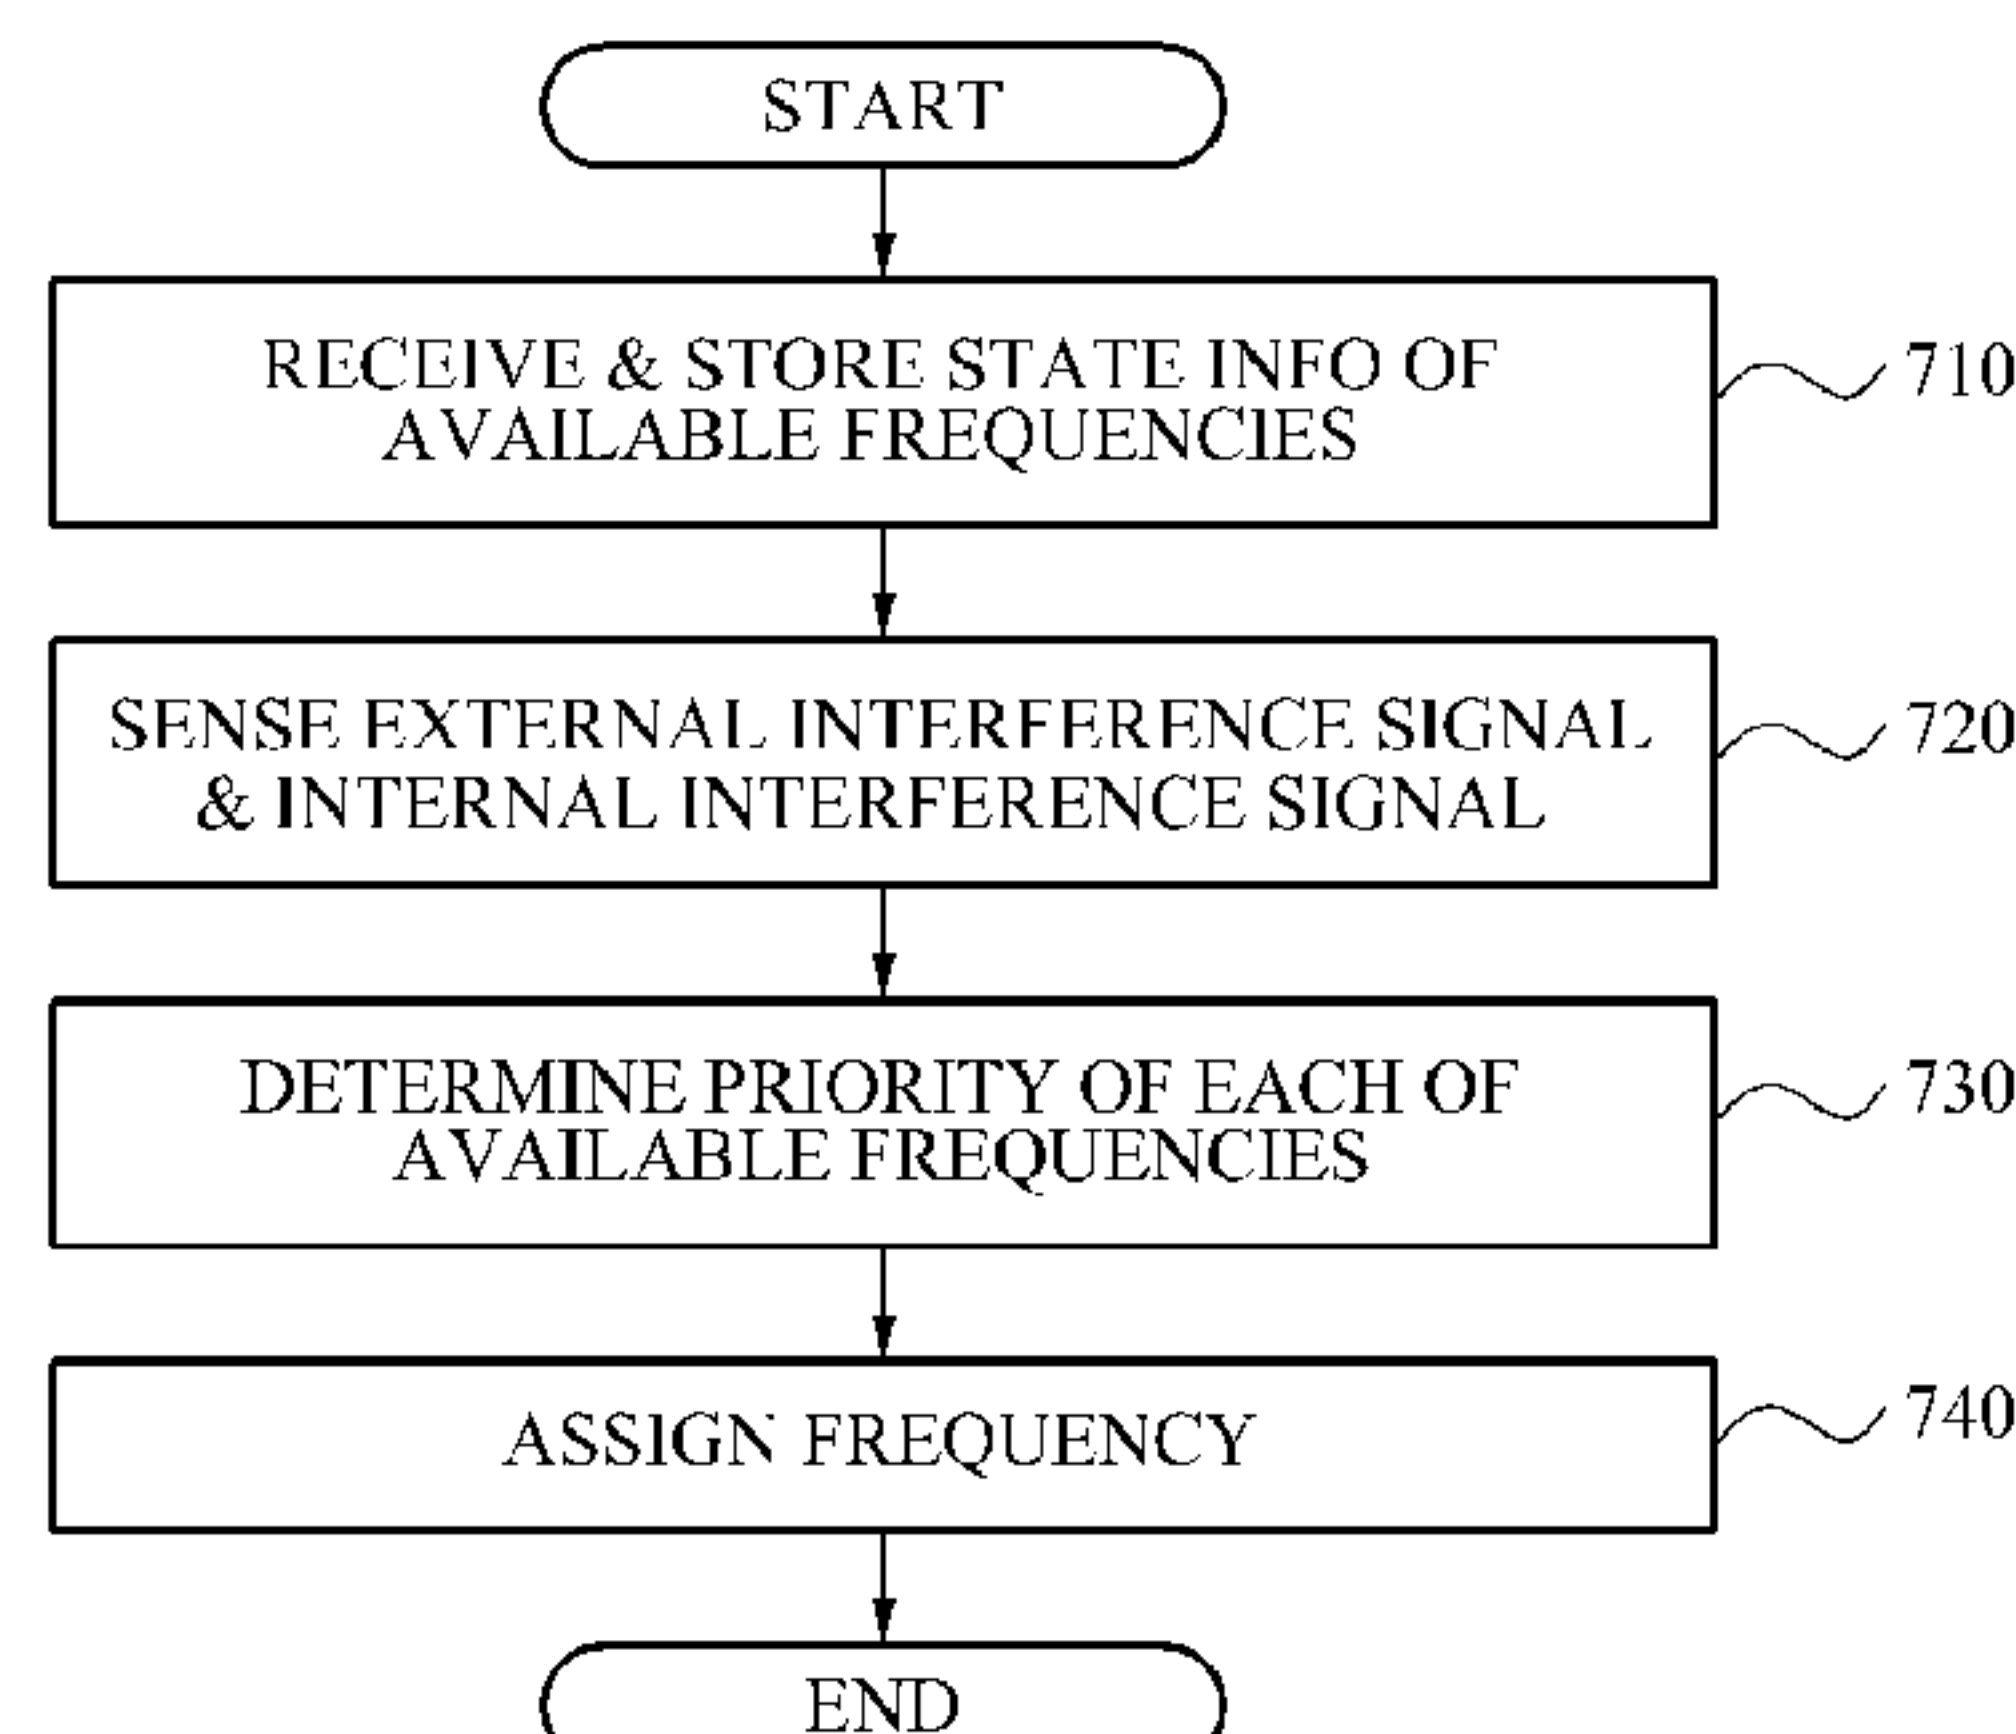 START
RECEIVE & STORE STATE INFO OF
AVAILABLE FREQUENCIES
710
SENSE EXTERNAL INTERFERENCE SIGNAL
& INTERNAL INTERFERENCE SIGNAL
720
DETERMINE PRIORITY OF EACH OF
AVAILABLE FREQUENCIES
730
ASSIGN FREQUENCY
740
END